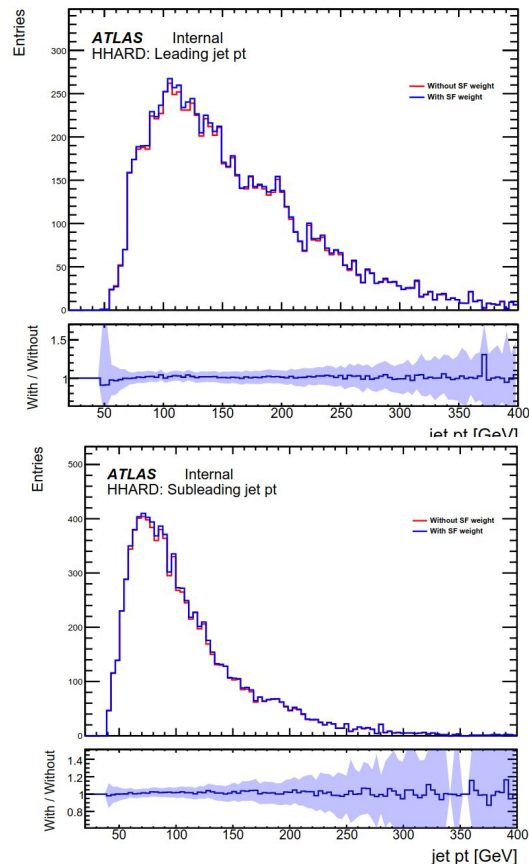 Entries
ATLAS Internal
HHARD: Leading jet pt
Without SF weight
With SF weight
300
250
200
150
100
50
0
With / Without
1.5
1
50 100 150 200 250 300 350 400
jet pt [GeV]
Entries
ATLAS Internal
HHARD: Subleading jet pt
Without SF weight
With SF weight
500
400
300
200
100
0
With / Without
1.4
1.2
1
0.8
50 100 150 200 250 300 350 400
jet pt [GeV]